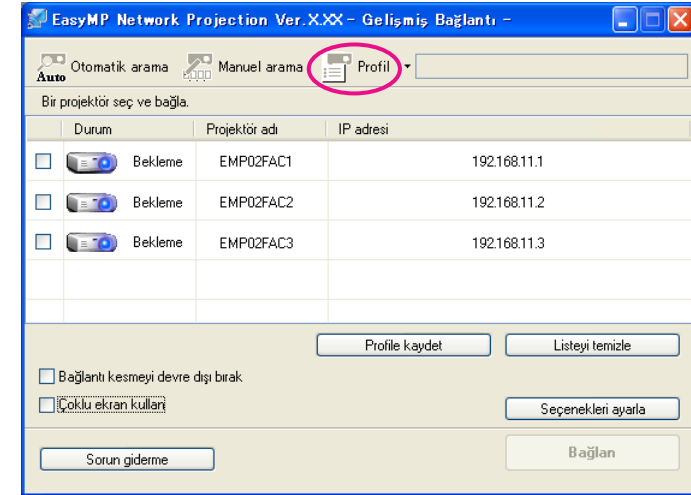 EasyMP Network Projection Ver.X.XX - Gelişmiş Bağlantı -
Auto Otomatik arama Manuel arama Profil
Bir projektör seç ve bağla.
Durum Projektör adı IP adresi
Bekleme EMP02FAC1 192.168.11.1
Bekleme EMP02FAC2 192.168.11.2
Bekleme EMP02FAC3 192.168.11.3
Profile kaydet Listeyi temizle
Bağlantı kesmeyi devre dışı bırak
Çoklu ekran kullan
Seçenekleri ayarla
Sorun giderme Bağlan